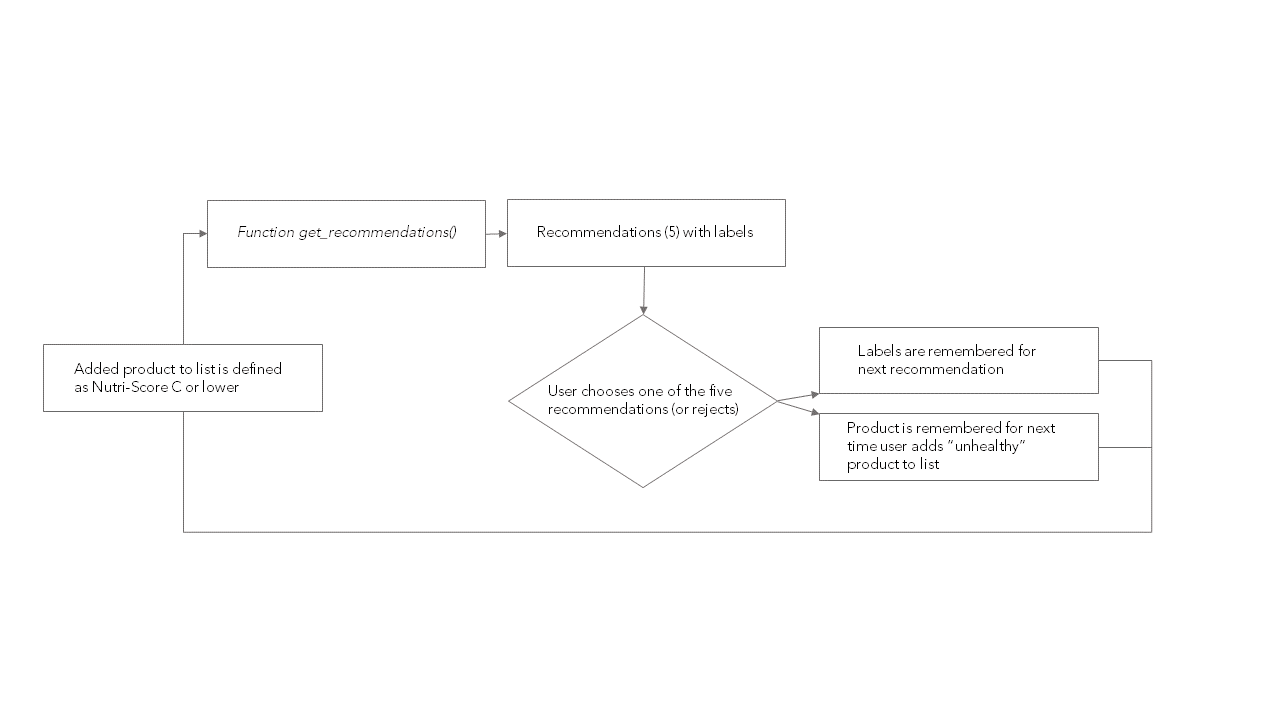 Function get_recommendations()
Recommendations (5) with labels
Added product to list is defined
as Nutri-Score C or lower
User chooses one of the five
recommendations (or rejects)
Labels are remembered for
next recommendation
Product is remembered for next
time user adds “unhealthy”
product to list